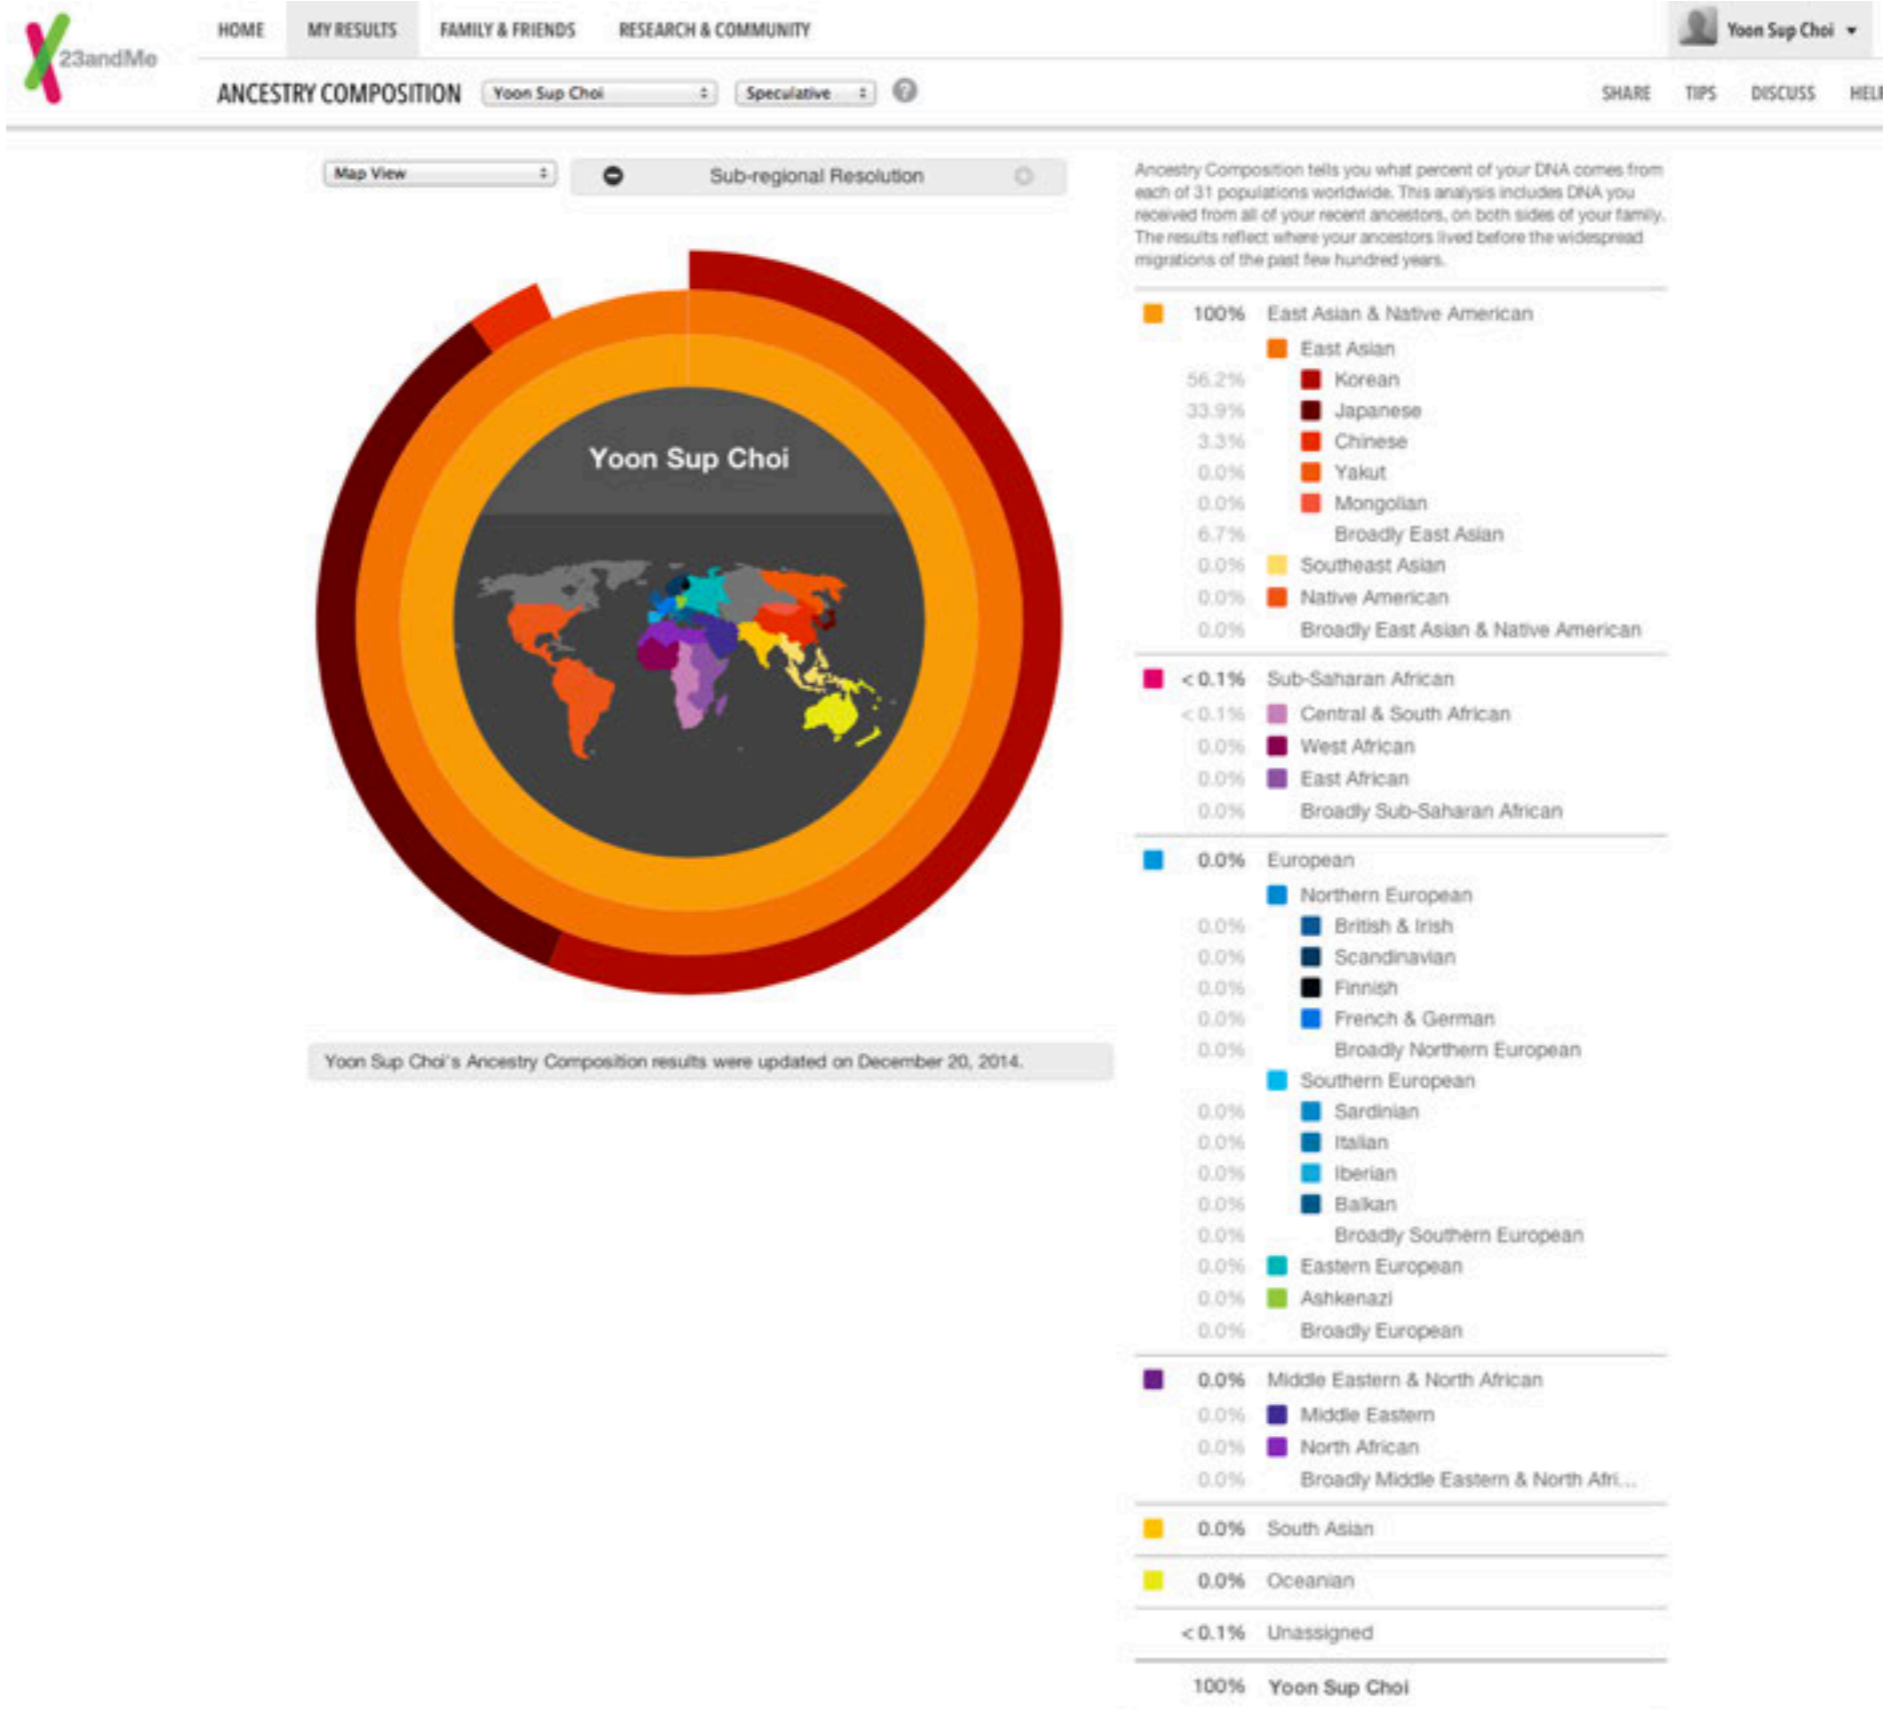 23andMe
HOME MY RESULTS FAMILY & FRIENDS RESEARCH & COMMUNITY Yoon Sup Choi
ANCESTRY COMPOSITION Yoon Sup Choi Speculative ? SHARE TIPS DISCUSS HELP
Map View Sub-regional Resolution
Yoon Sup Choi
Yoon Sup Choi's Ancestry Composition results were updated on December 20, 2014.
Ancestry Composition tells you what percent of your DNA comes from
each of 31 populations worldwide. This analysis includes DNA you
received from all of your recent ancestors, on both sides of your family.
The results reflect where your ancestors lived before the widespread
migrations of the past few hundred years.
100% East Asian & Native American
East Asian
56.2% Korean
33.9% Japanese
3.3% Chinese
0.0% Yakut
0.0% Mongolian
6.7% Broadly East Asian
0.0% Southeast Asian
0.0% Native American
0.0% Broadly East Asian & Native American
< 0.1% Sub-Saharan African
< 0.1% Central & South African
0.0% West African
0.0% East African
0.0% Broadly Sub-Saharan African
0.0% European
Northern European
0.0% British & Irish
0.0% Scandinavian
0.0% Finnish
0.0% French & German
0.0% Broadly Northern European
Southern European
0.0% Sardinian
0.0% Italian
0.0% Iberian
0.0% Balkan
0.0% Broadly Southern European
0.0% Eastern European
0.0% Ashkenazi
0.0% Broadly European
0.0% Middle Eastern & North African
0.0% Middle Eastern
0.0% North African
0.0% Broadly Middle Eastern & North Afri...
0.0% South Asian
0.0% Oceanian
< 0.1% Unassigned
100% Yoon Sup Choi